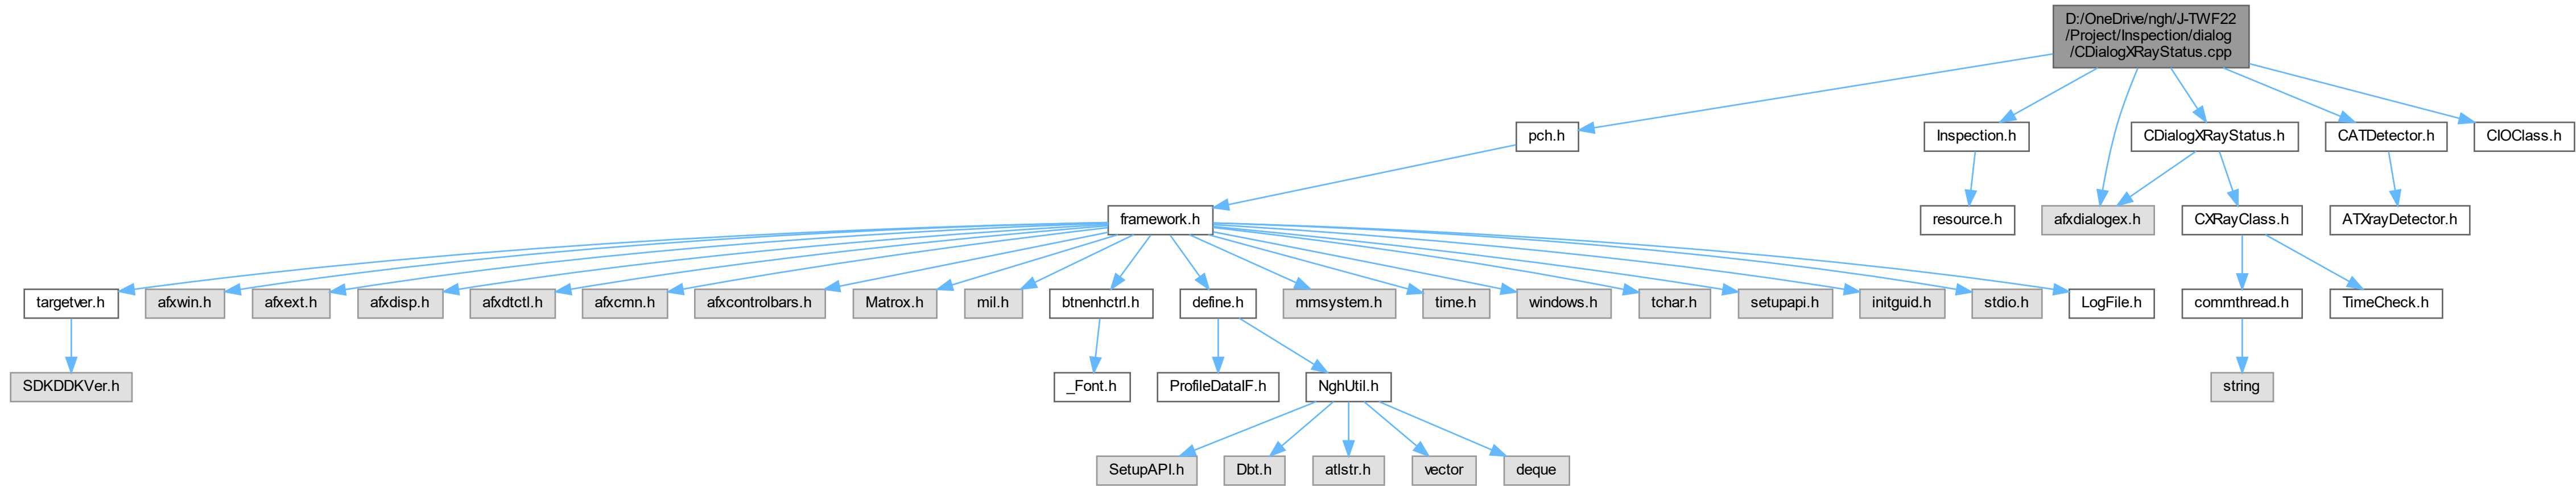 D:/OneDrive/ngh/J-TWF22
/Project/Inspection/dialog
/CDialogXRayStatus.cpp
pch.h
Inspection.h
CDialogXRayStatus.h
CATDetector.h
CIOClass.h
framework.h
resource.h
afxdialogex.h
CXRayClass.h
ATXrayDetector.h
targetver.h
afxwin.h
afxext.h
afxdisp.h
afxdtctl.h
afxcmn.h
afxcontrolbars.h
Matrox.h
mil.h
btnenhctrl.h
define.h
mmsystem.h
time.h
windows.h
tchar.h
setupapi.h
initguid.h
stdio.h
LogFile.h
commthread.h
TimeCheck.h
SDKDDKVer.h
_Font.h
ProfileDataIF.h
NghUtil.h
string
SetupAPI.h
Dbt.h
atlstr.h
vector
deque